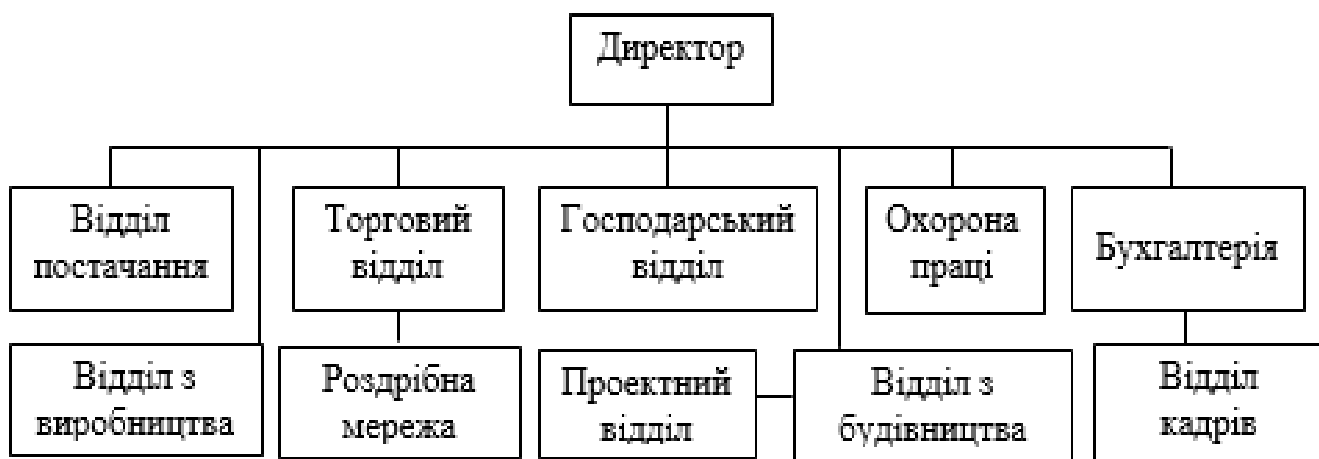 Директор
Відділ
постачання
Торговий
відділ
Господарський
відділ
Охорона
праці
Бухгалтерія
Відділ з
виробництва
Роздрібна
мережа
Проектний
відділ
Відділ з
будівництва
Відділ
кадрів